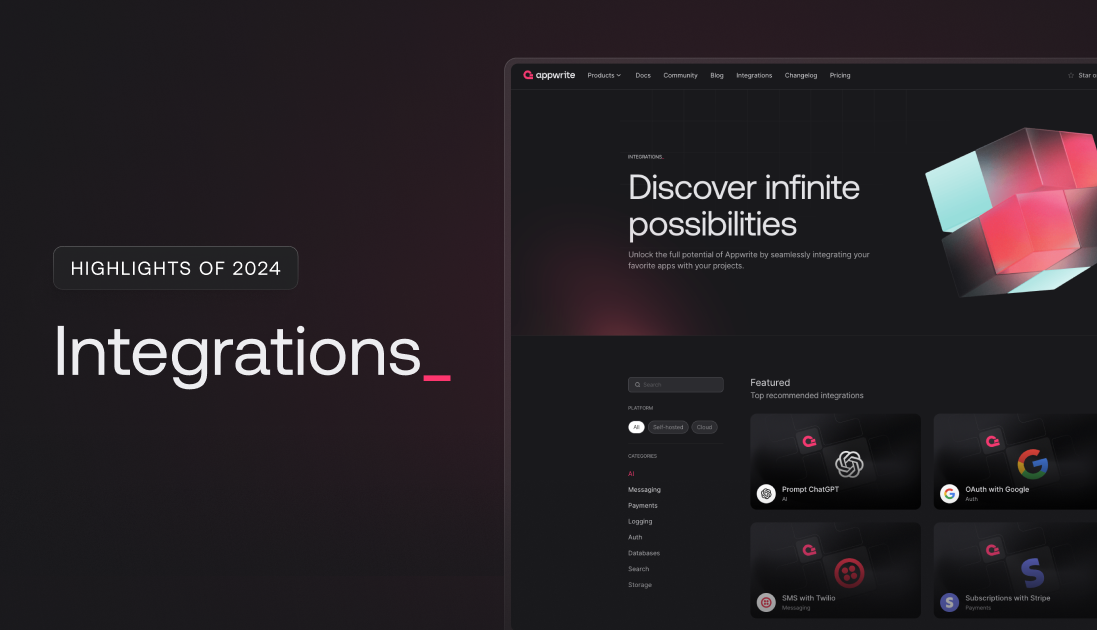 HIGHLIGHTS OF 2024
Integrations_
appwrite
Products
Docs
Community
Blog
Integrations
Changelog
Pricing
Star o
INTEGRATIONS_
Discover infinite
possibilities
Unlock the full potential of Appwrite by seamlessly integrating your
favorite apps with your projects.
Search
PLATFORM
All
Self-hosted
Cloud
CATEGORIES
AI
Messaging
Payments
Logging
Auth
Databases
Search
Storage
Featured
Top recommended integrations
Prompt ChatGPT
AI
OAuth with Google
Auth
SMS with Twilio
Messaging
Subscriptions with Stripe
Payments